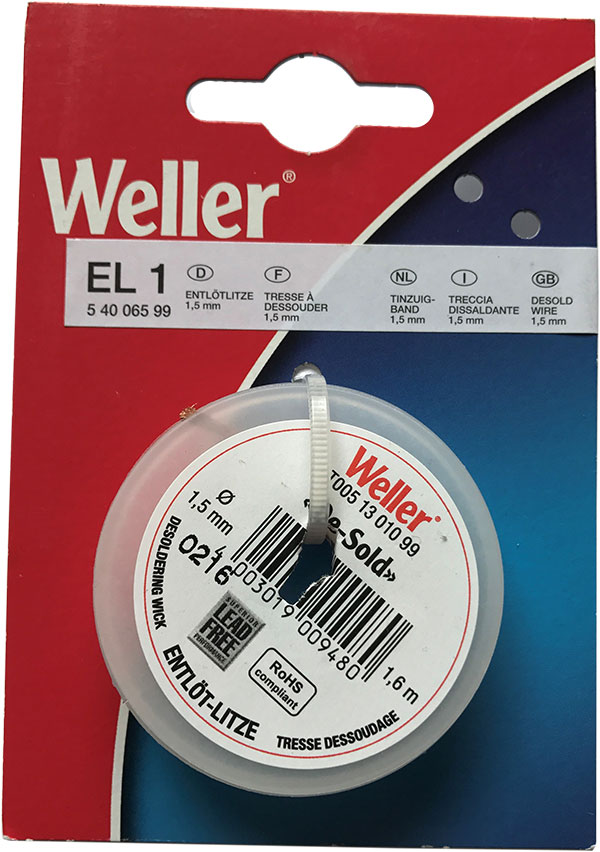 Weller®
EL 1
5 40 065 99
D
ENTLÖTLITZE
1,5 mm
F
TRESSE À
DESSOUDER
1,5 mm
NL
TINZUIG-
BAND
1,5 mm
I
TRECCIA
DISSALDANTE
1,5 mm
GB
DESOLD
WIRE
1,5 mm
Weller®
T005 13 010 99
Sold»
Ø
1,5 mm
0216
4 003019 009480
1,6 m
SUPERIOR
LEAD
FREE
PERFORMANCE
RoHS
compliant
DESOLDERING WICK
ENTLÖT-LITZE
TRESSE DESSOUDAGE